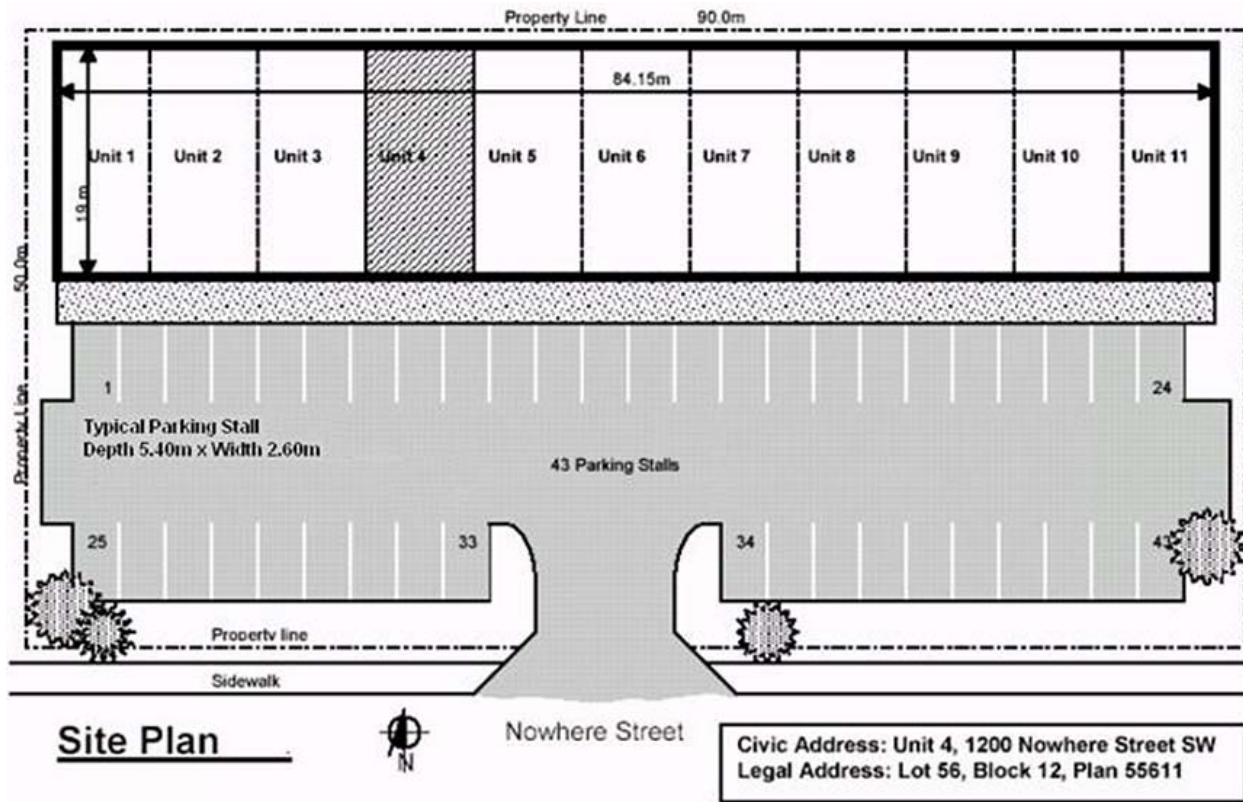 Property Line 90.0m
84.15m
Unit 1 Unit 2 Unit 3 Unit 4 Unit 5 Unit 6 Unit 7 Unit 8 Unit 9 Unit 10 Unit 11
19 m
Property Line 50.0m
1 24
Typical Parking Stall
Depth 5.40m x Width 2.60m
43 Parking Stalls
25 33 34 43
Property line
Sidewalk
Site Plan
N
Nowhere Street
Civic Address: Unit 4, 1200 Nowhere Street SW
Legal Address: Lot 56, Block 12, Plan 55611